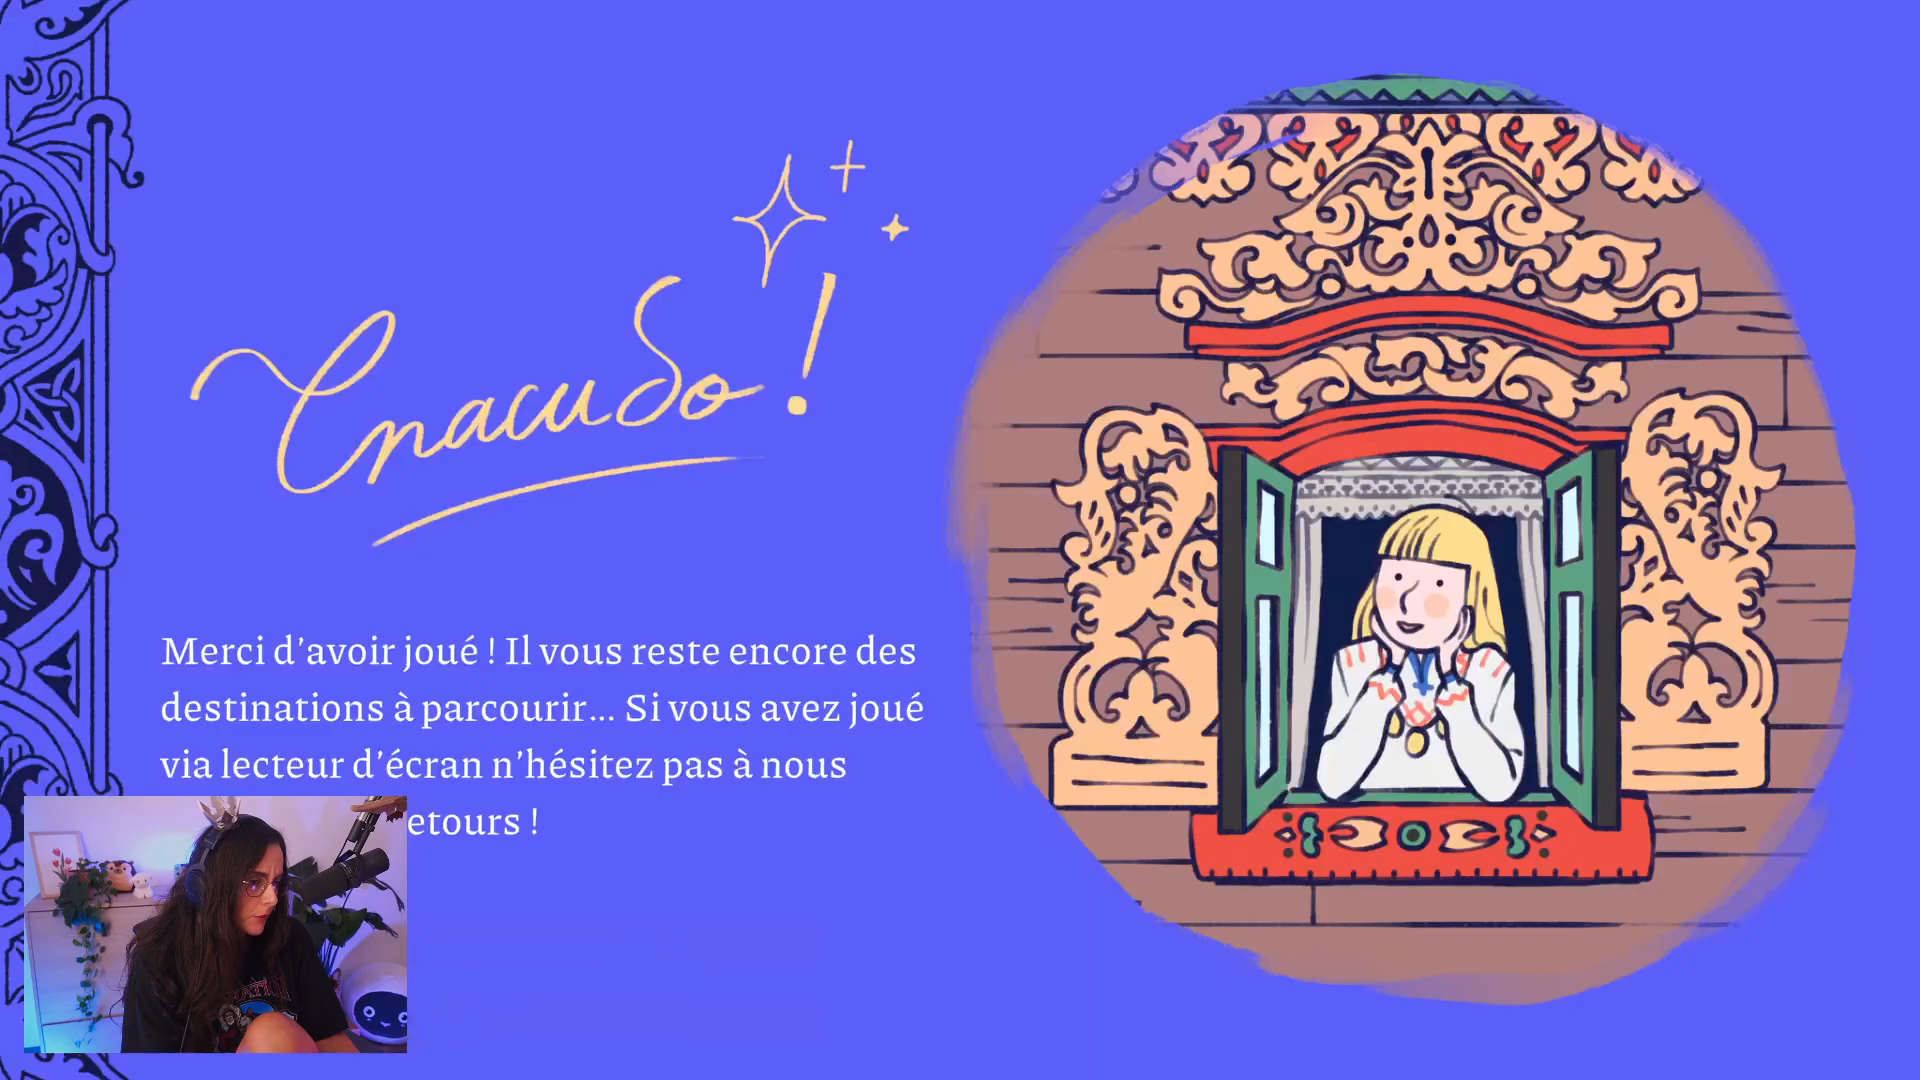 Спасибо !
Merci d’avoir joué ! Il vous reste encore des
destinations à parcourir... Si vous avez joué
via lecteur d’écran n’hésitez pas à nous
etours !